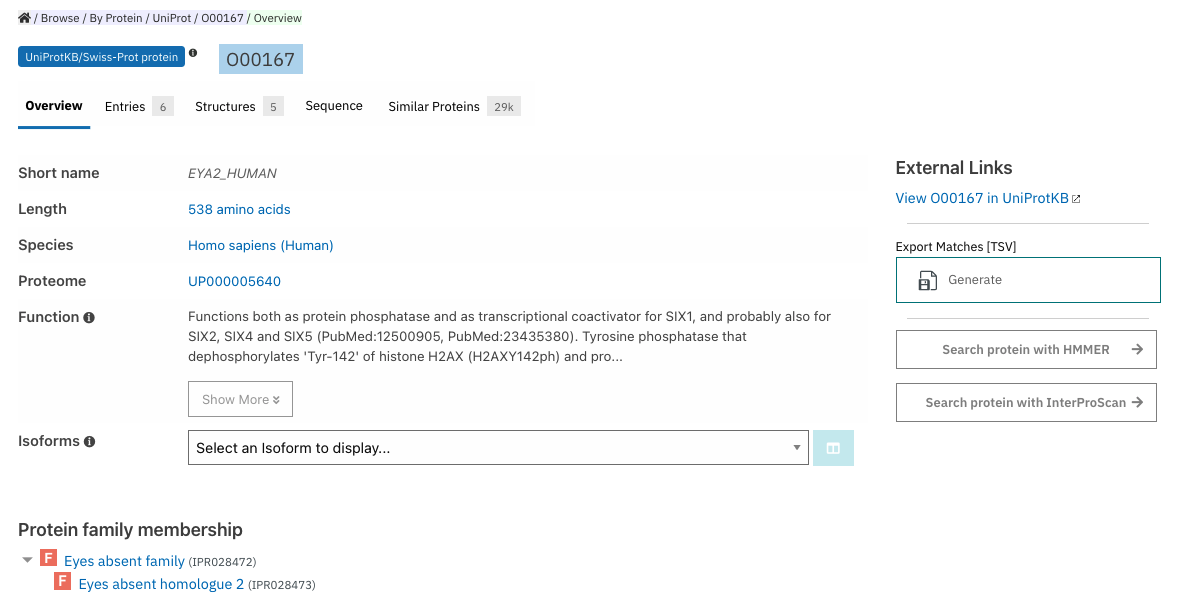 / Browse / By Protein / UniProt / O00167 / Overview
UniProtKB/Swiss-Prot protein
O00167
Overview Entries 6 Structures 5 Sequence Similar Proteins 29k
Short name EYA2_HUMAN
Length 538 amino acids
Species Homo sapiens (Human)
Proteome UP000005640
Function Functions both as protein phosphatase and as transcriptional coactivator for SIX1, and probably also for
SIX2, SIX4 and SIX5 (PubMed:12500905, PubMed:23435380). Tyrosine phosphatase that
dephosphorylates 'Tyr-142' of histone H2AX (H2AXY142ph) and pro...
Show More
Isoforms Select an Isoform to display...
External Links
View O00167 in UniProtKB
Export Matches [TSV]
Generate
Search protein with HMMER
Search protein with InterProScan
Protein family membership
F Eyes absent family (IPR028472)
F Eyes absent homologue 2 (IPR028473)